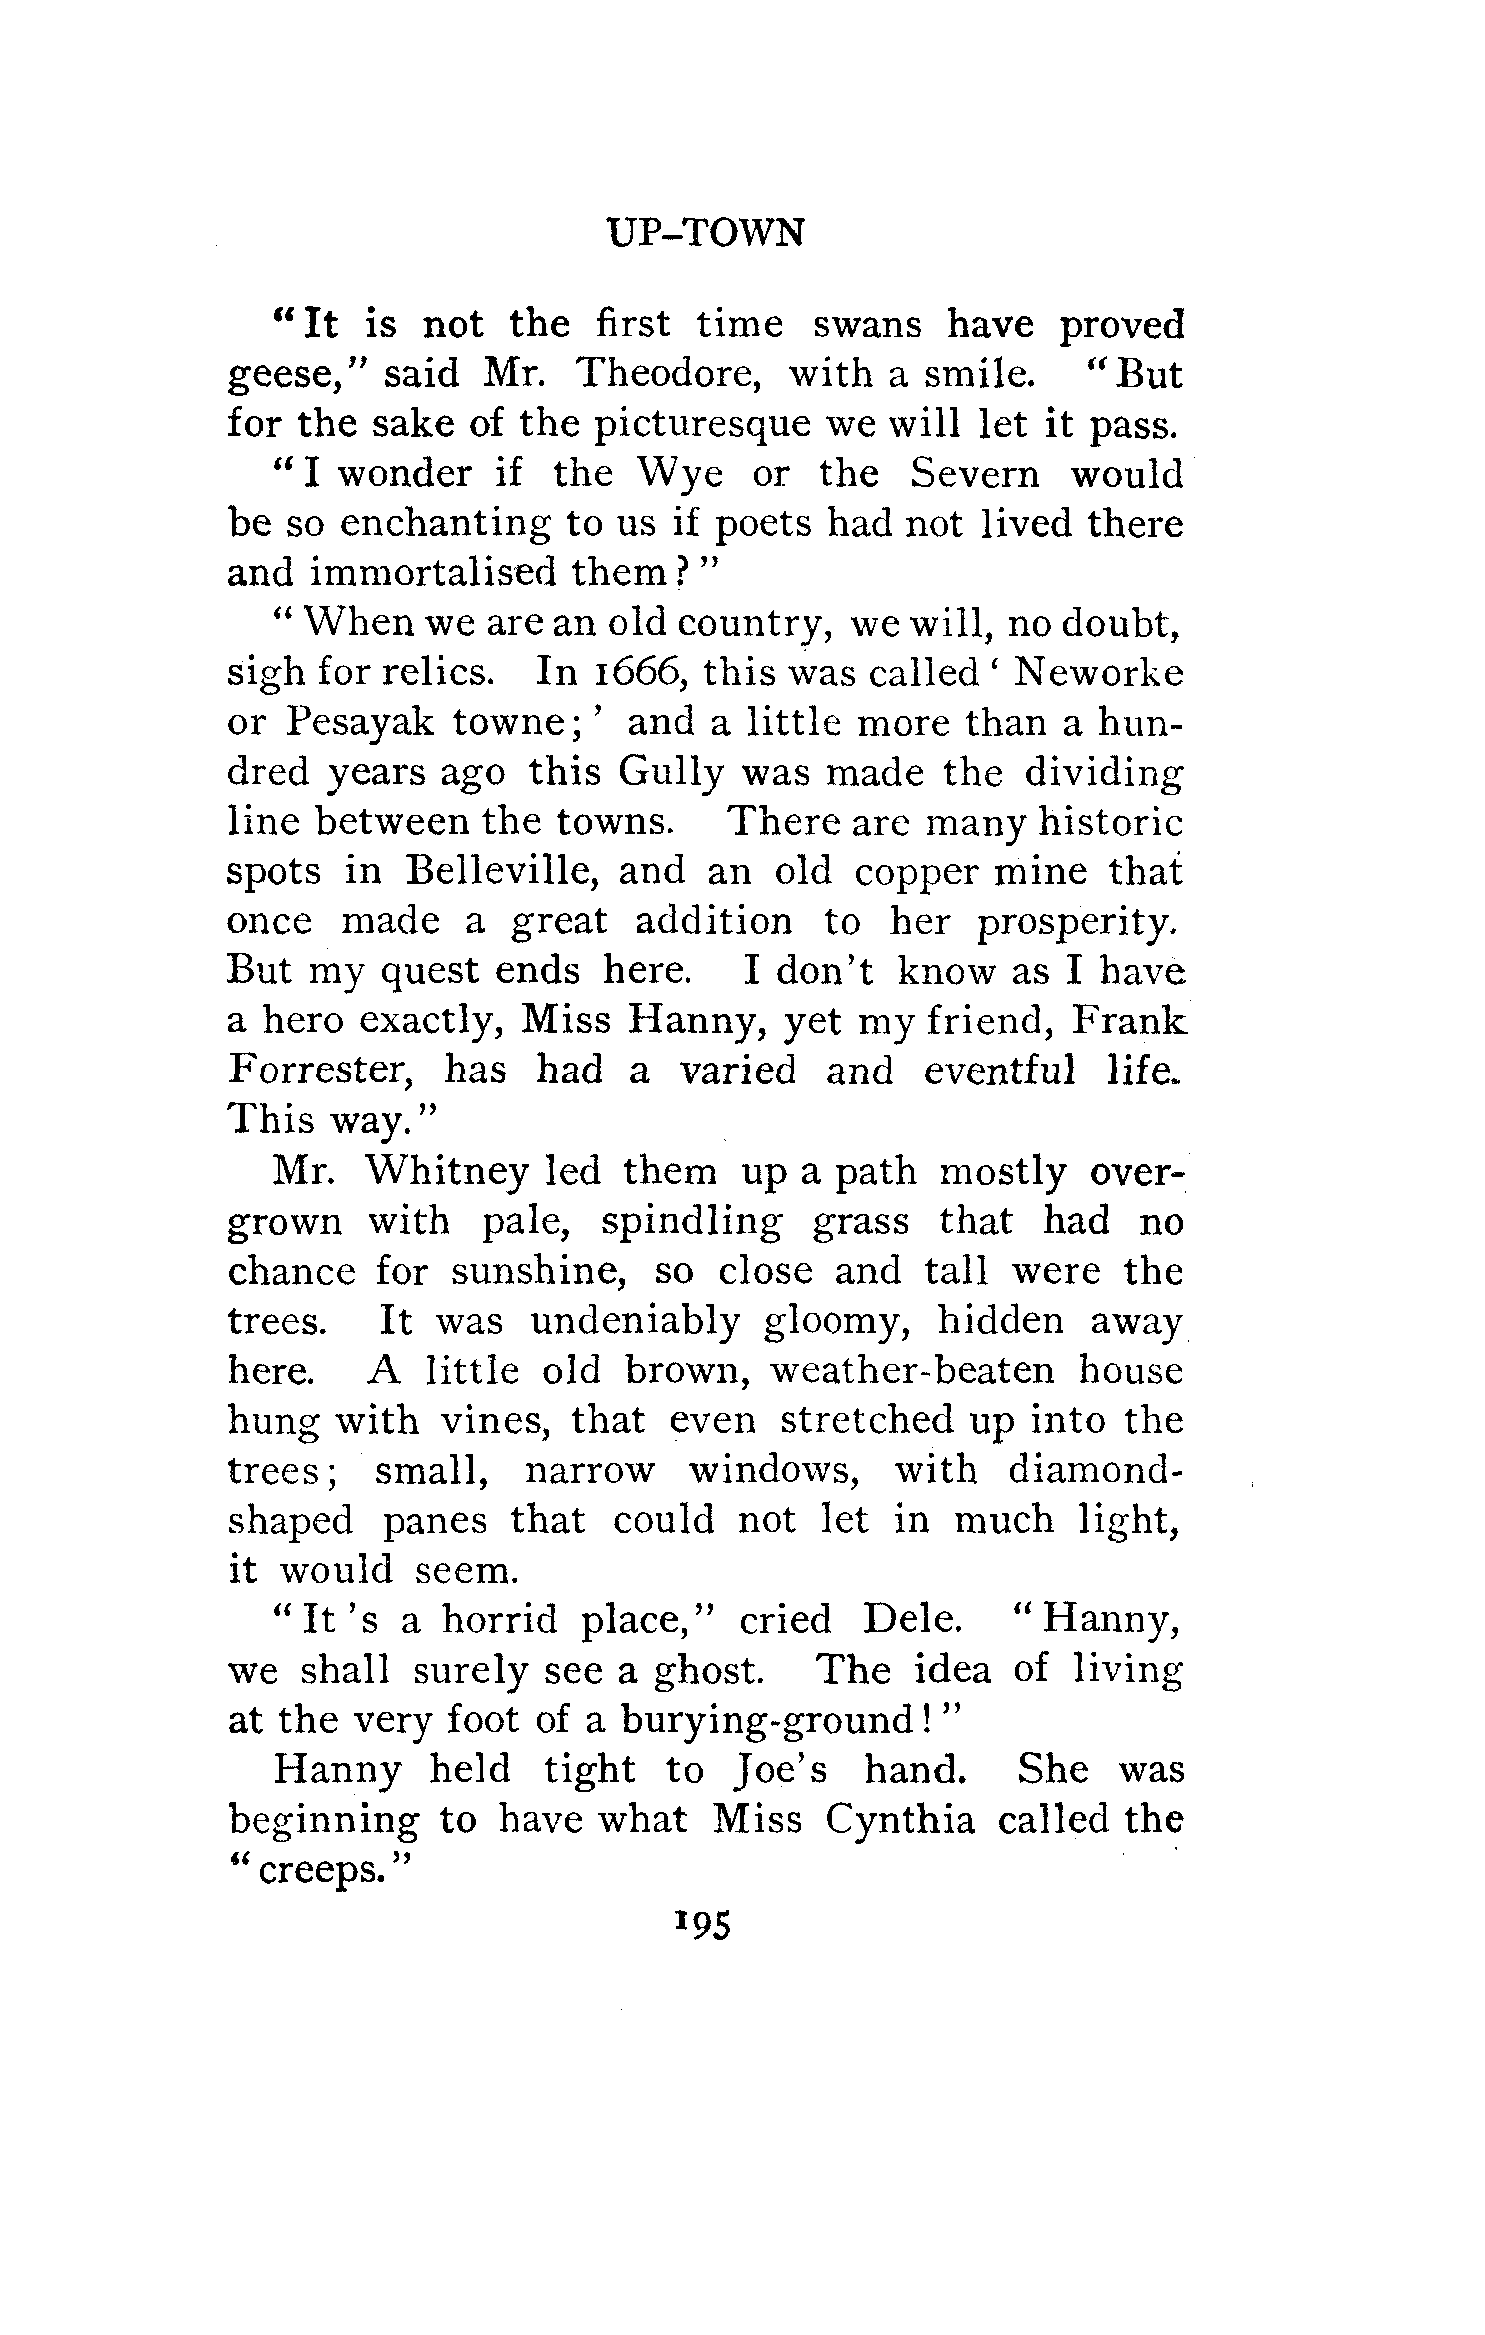 UP-TOWN
"It is not the first time swans have proved
geese," said Mr. Theodore, with a smile. "But
for the sake of the picturesque we will let it pass.
"I wonder if the Wye or the Severn would
be so enchanting to us if poets had not lived there
and immortalised them?"
"When we are an old country, we will, no doubt,
sigh for relics. In 1666, this was called 'Neworke
or Pesayak towne;' and a little more than a hun-
dred years ago this Gully was made the dividing
line between the towns. There are many historic
spots in Belleville, and an old copper mine that
once made a great addition to her prosperity.
But my quest ends here. I don't know as I have
a hero exactly, Miss Hanny, yet my friend, Frank
Forrester, has had a varied and eventful life.
This way."
Mr. Whitney led them up a path mostly over-
grown with pale, spindling grass that had no
chance for sunshine, so close and tall were the
trees. It was undeniably gloomy, hidden away
here. A little old brown, weather-beaten house
hung with vines, that even stretched up into the
trees; small, narrow windows, with diamond-
shaped panes that could not let in much light,
it would seem.
"It 's a horrid place," cried Dele. "Hanny,
we shall surely see a ghost. The idea of living
at the very foot of a burying-ground!"
Hanny held tight to Joe's hand. She was
beginning to have what Miss Cynthia called the
"creeps."
195